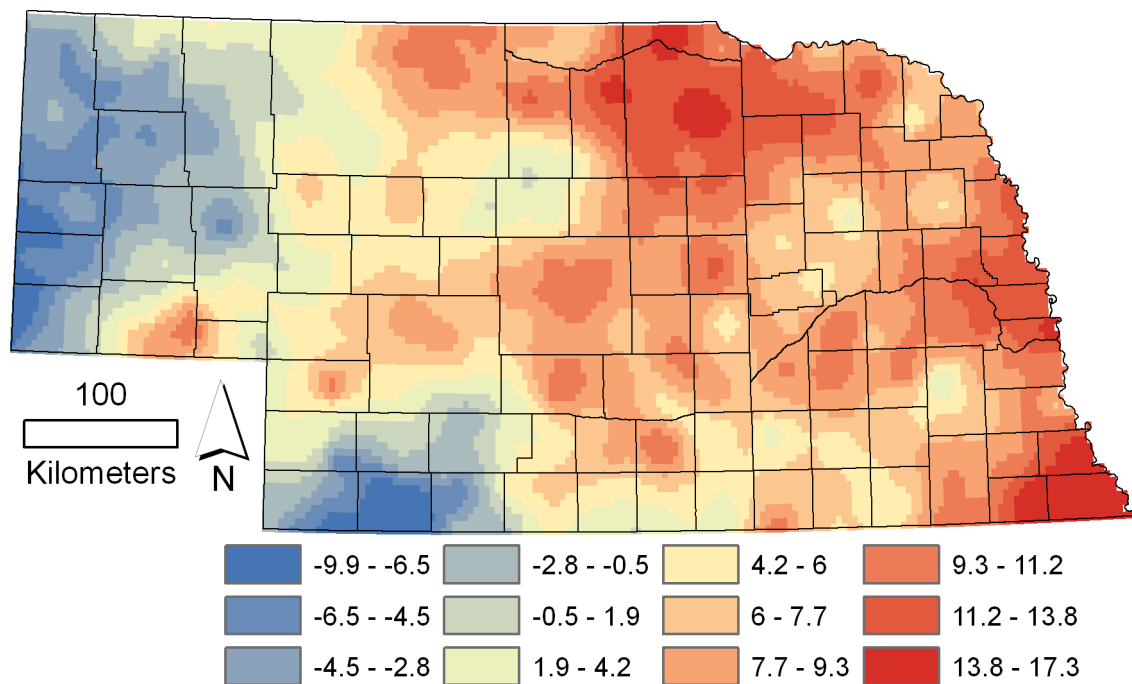 100
Kilometers
N
-9.9 - -6.5
-2.8 - -0.5
4.2 - 6
9.3 - 11.2
-6.5 - -4.5
-0.5 - 1.9
6 - 7.7
11.2 - 13.8
-4.5 - -2.8
1.9 - 4.2
7.7 - 9.3
13.8 - 17.3